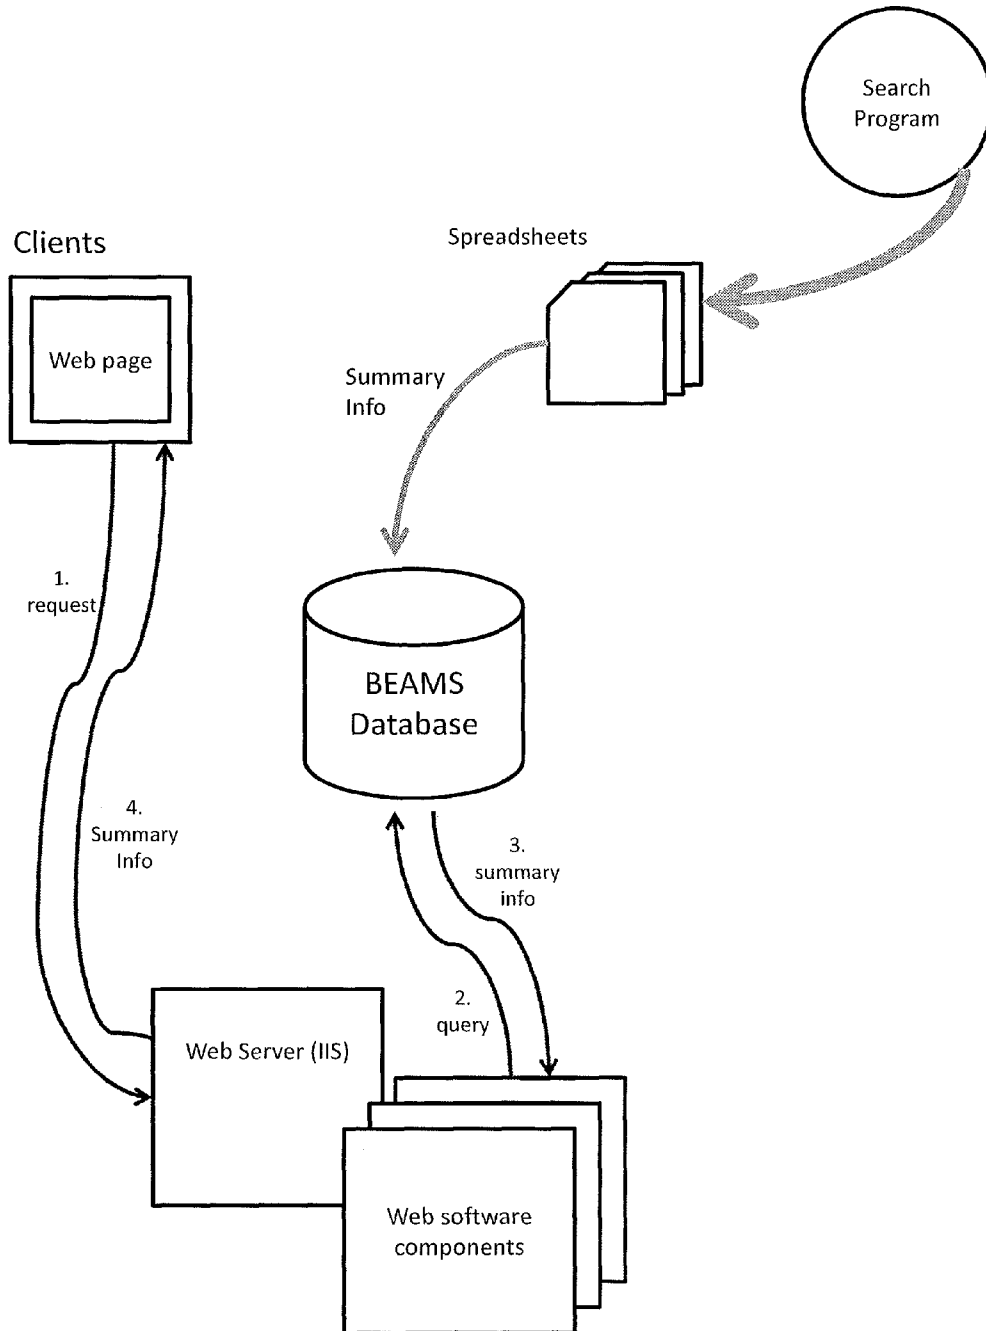 Search
Program
Clients
Spreadsheets
Web page
Summary
Info
1.
request
BEAMS
Database
4.
Summary
Info
3.
summary
info
2.
query
Web Server (IIS)
Web software
components